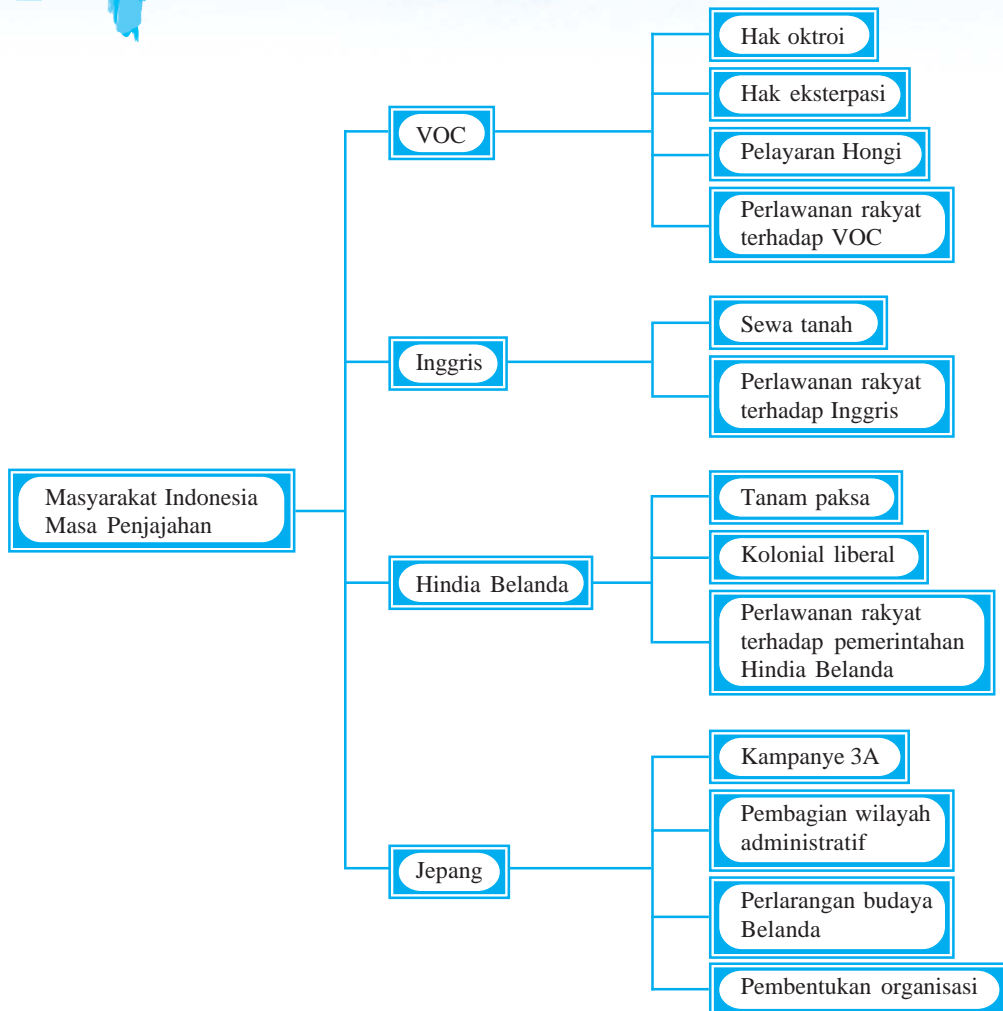 Masyarakat Indonesia
Masa Penjajahan
VOC
Hak oktroi
Hak eksterpasi
Pelayaran Hongi
Perlawanan rakyat
terhadap VOC
Inggris
Sewa tanah
Perlawanan rakyat
terhadap Inggris
Hindia Belanda
Tanam paksa
Kolonial liberal
Perlawanan rakyat
terhadap pemerintahan
Hindia Belanda
Jepang
Kampanye 3A
Pembagian wilayah
administratif
Perlarangan budaya
Belanda
Pembentukan organisasi